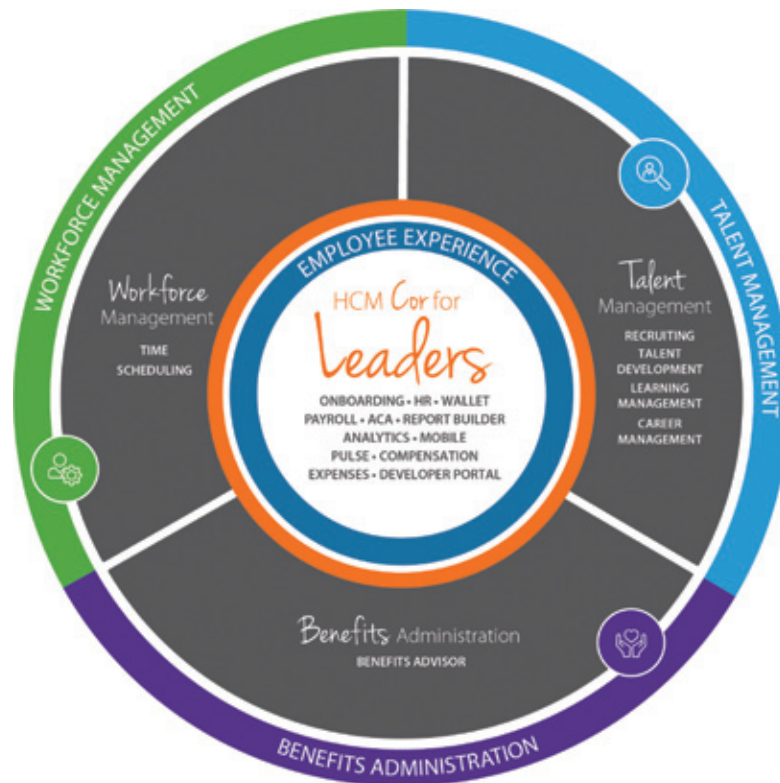 WORKFORCE MANAGEMENT
TALENT MANAGEMENT
BENEFITS ADMINISTRATION
EMPLOYEE EXPERIENCE
HCM Cor for
Leaders
ONBOARDING • HR • WALLET
PAYROLL • ACA • REPORT BUILDER
ANALYTICS • MOBILE
PULSE • COMPENSATION
EXPENSES • DEVELOPER PORTAL
Workforce
Management
TIME
SCHEDULING
Talent
Management
RECRUITING
TALENT
DEVELOPMENT
LEARNING
MANAGEMENT
CAREER
MANAGEMENT
Benefits Administration
BENEFITS ADVISOR